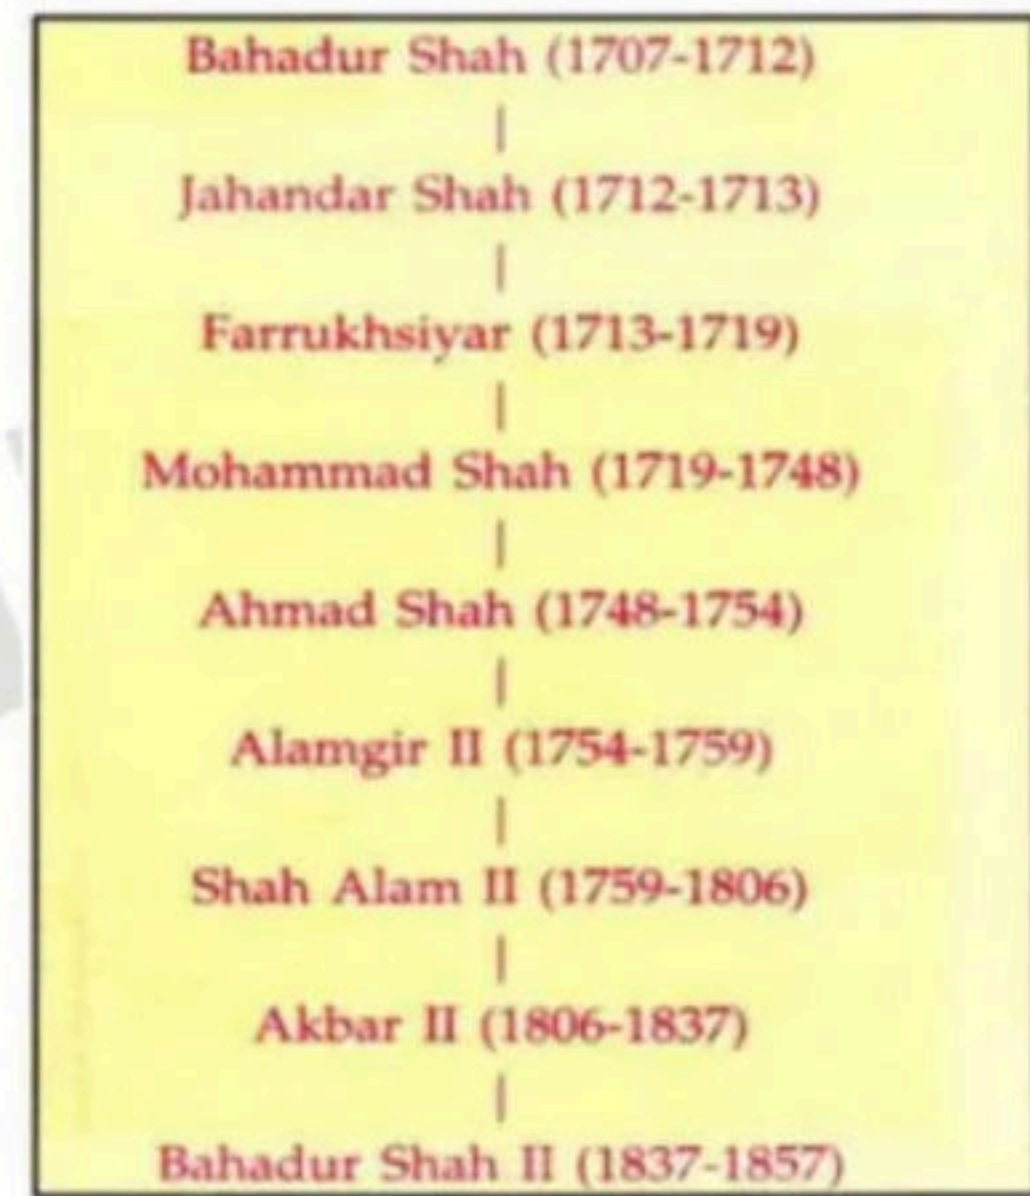 Bahadur Shah (1707-1712)
Jahandar Shah (1712-1713)
Farrukhsiyar (1713-1719)
Mohammad Shah (1719-1748)
Ahmad Shah (1748-1754)
Alamgir II (1754-1759)
Shah Alam II (1759-1806)
Akbar II (1806-1837)
Bahadur Shah II (1837-1857)